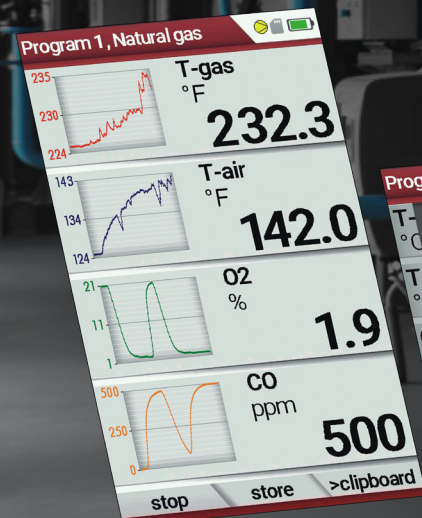 Program 1, Natural gas
235
230
224
T-gas
°F
232.3
143
134
124
T-air
°F
142.0
21
11
1
O2
%
1.9
500
250
0
CO
ppm
500
stop
store
>clipboard
Prog
T-
°C
T